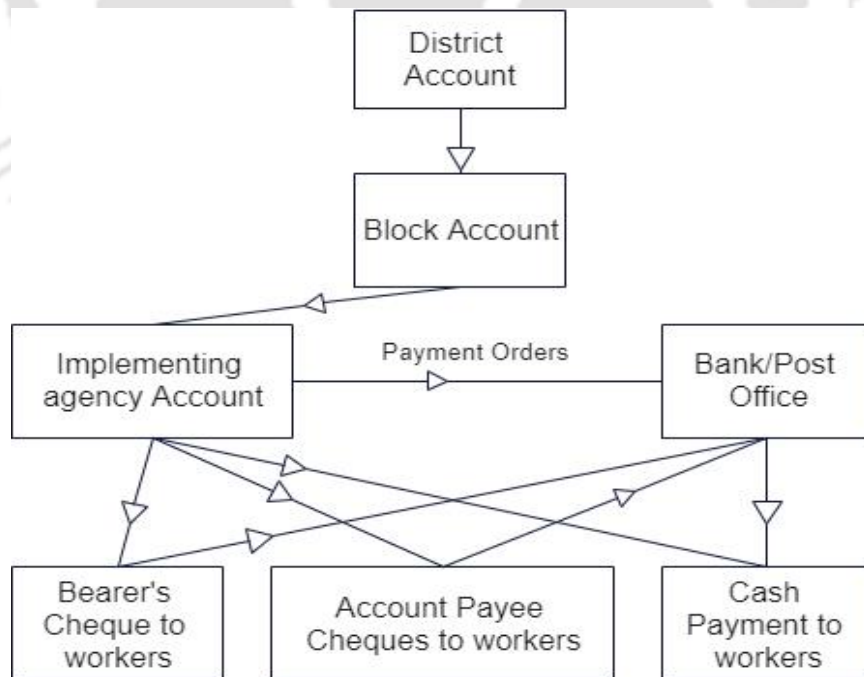 District
Account
Block Account
Implementing
agency Account
Payment Orders
Bank/Post
Office
Bearer's
Cheque to
workers
Account Payee
Cheques to workers
Cash
Payment to
workers